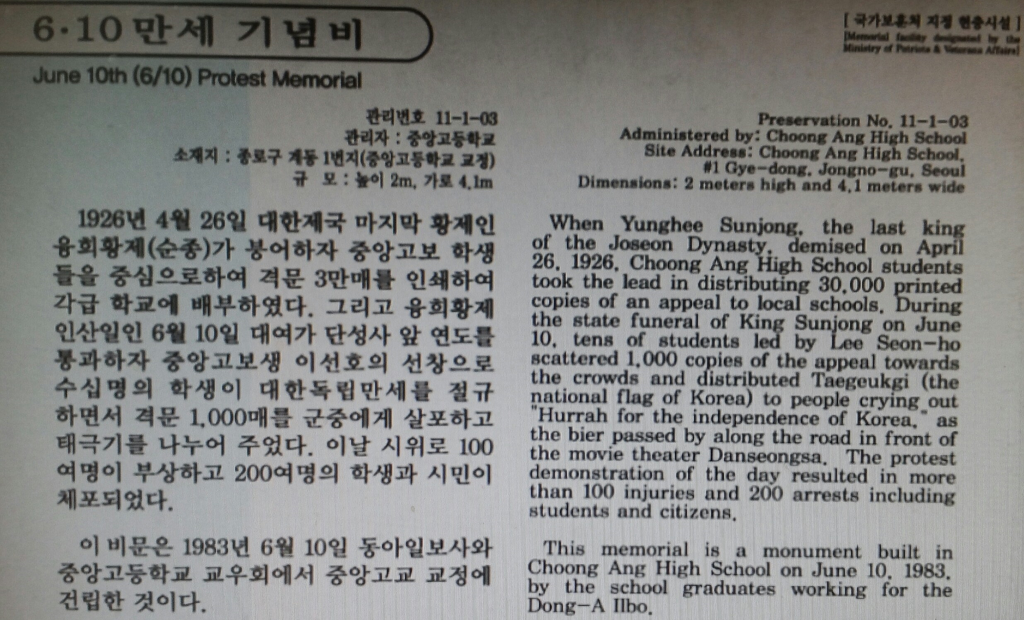 6·10만세 기념비
June 10th (6/10) Protest Memorial
[ 국가보훈처 지정 현충시설 ]
[Memorial facility designated by the
Ministry of Patriots & Veterans Affairs]
관리번호 11-1-03
관리자 : 중앙고등학교
소재지 : 종로구 계동 1번지(중앙고등학교 교정)
규 모 : 높이 2m, 가로 4.1m
1926년 4월 26일 대한제국 마지막 황제인
융희황제(순종)가 붕어하자 중앙고보 학생
들을 중심으로하여 격문 3만매를 인쇄하여
각급 학교에 배부하였다. 그리고 융희황제
인산일인 6월 10일 대여가 단성사 앞 연도를
통과하자 중앙고보생 이선호의 선창으로
수십명의 학생이 대한독립만세를 절규
하면서 격문 1,000매를 군중에게 살포하고
태극기를 나누어 주었다. 이날 시위로 100
여명이 부상하고 200여명의 학생과 시민이
체포되었다.
이 비문은 1983년 6월 10일 동아일보사와
중앙고등학교 교우회에서 중앙고교 교정에
건립한 것이다.
Preservation No. 11-1-03
Administered by: Choong Ang High School
Site Address: Choong Ang High School,
#1 Gye-dong, Jongno-gu, Seoul
Dimensions: 2 meters high and 4.1 meters wide
When Yunghee Sunjong, the last king
of the Joseon Dynasty, demised on April
26, 1926, Choong Ang High School students
took the lead in distributing 30,000 printed
copies of an appeal to local schools. During
the state funeral of King Sunjong on June
10, tens of students led by Lee Seon-ho
scattered 1,000 copies of the appeal towards
the crowds and distributed Taegeukgi (the
national flag of Korea) to people crying out
"Hurrah for the independence of Korea," as
the bier passed by along the road in front of
the movie theater Danseongsa. The protest
demonstration of the day resulted in more
than 100 injuries and 200 arrests including
students and citizens.
This memorial is a monument built in
Choong Ang High School on June 10, 1983,
by the school graduates working for the
Dong-A Ilbo.